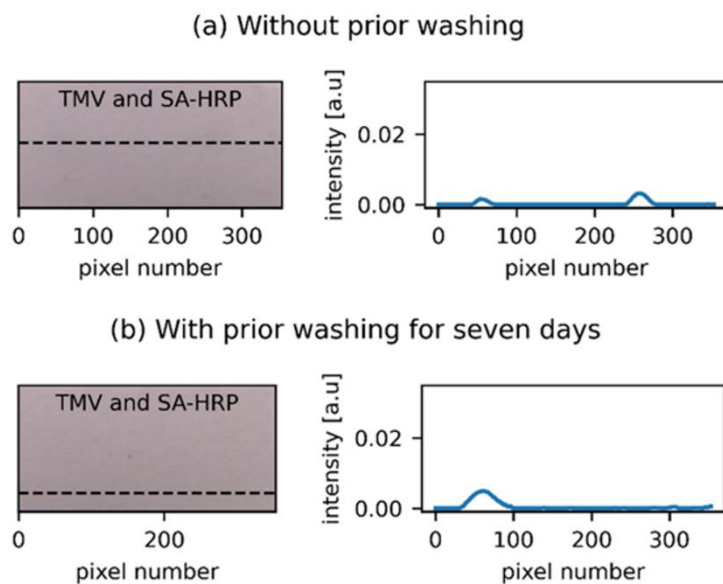 (a) Without prior washing
TMV and SA-HRP
0 100 200 300
pixel number
intensity [a.u]
0.02
0.00
0 100 200 300
pixel number
(b) With prior washing for seven days
TMV and SA-HRP
0 200
pixel number
intensity [a.u]
0.02
0.00
0 100 200 300
pixel number